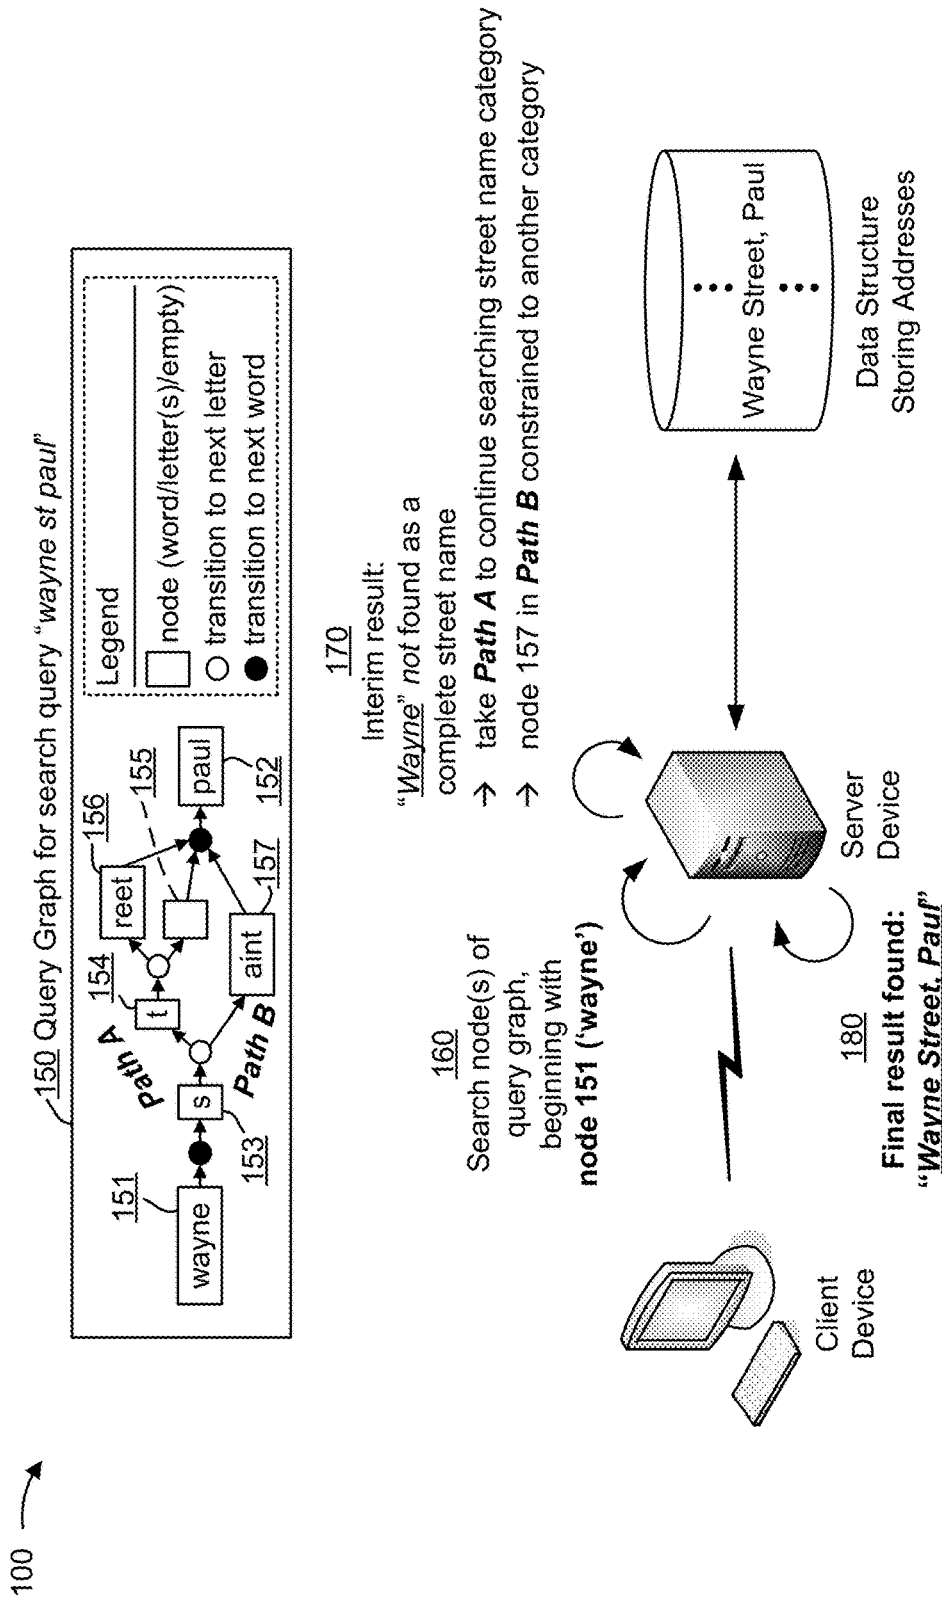 100
150 Query Graph for search query "wayne st paul"
151
wayne
s
153
Path A
Path B
154
t
155
156
reet
aint
157
paul
152
Legend
node (word/letter(s)/empty)
transition to next letter
transition to next word
160
Search node(s) of
query graph,
beginning with
node 151 ('wayne')
170
Interim result:
"Wayne" not found as a
complete street name
→ take Path A to continue searching street name category
→ node 157 in Path B constrained to another category
Client
Device
180
Final result found:
"Wayne Street, Paul"
Server
Device
Wayne Street, Paul
Data Structure
Storing Addresses